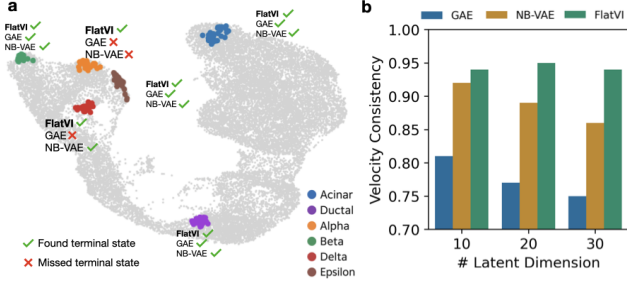 a
FlatVI ✓
GAE ✓
NB-VAE ✓
FlatVI ✓
GAE ✗
NB-VAE ✗
FlatVI ✓
GAE ✓
NB-VAE ✓
FlatVI ✓
GAE ✓
NB-VAE ✓
FlatVI ✓
GAE ✗
NB-VAE ✓
FlatVI ✓
GAE ✓
NB-VAE ✓
✓ Found terminal state
✗ Missed terminal state
Acinar
Ductal
Alpha
Beta
Delta
Epsilon
b
GAE NB-VAE FlatVI
Velocity Consistency
1.00
0.95
0.90
0.85
0.80
0.75
0.70
10 20 30
# Latent Dimension